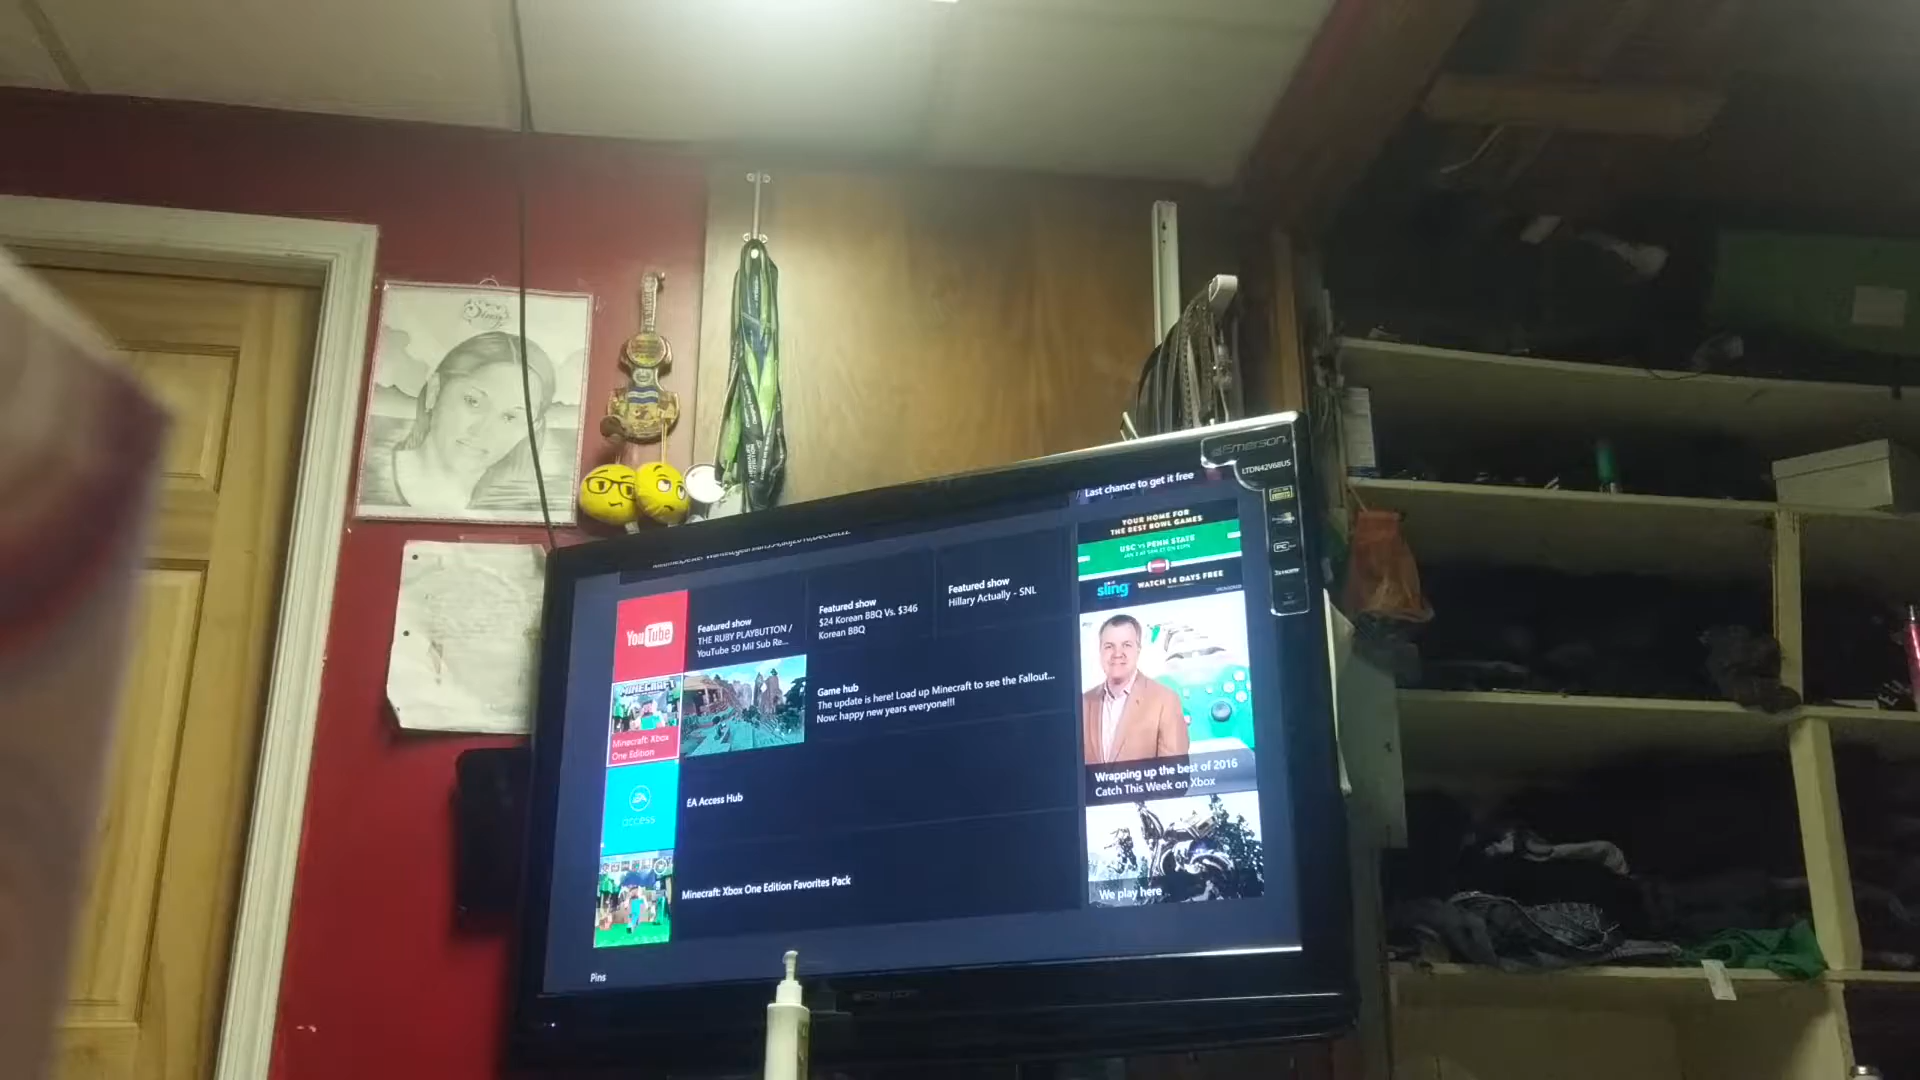 Emerson
LTDN42V68US
Last chance to get it free
YOUR HOME FOR
THE BEST BOWL GAMES
USC VS PENN STATE
sling
WATCH 14 DAYS FREE
YouTube
Featured show
THE RUBY PLAYBUTTON /
YouTube 50 Mil Sub Re...
Featured show
$24 Korean BBQ Vs. $346
Korean BBQ
Featured show
Hillary Actually - SNL
MINECRAFT
Minecraft: Xbox
One Edition
Game hub
The update is here! Load up Minecraft to see the Fallout...
Now: happy new years everyone!!!
Wrapping up the best of 2016
Catch This Week on Xbox
EA
access
EA Access Hub
Minecraft: Xbox One Edition Favorites Pack
We play here
Pins